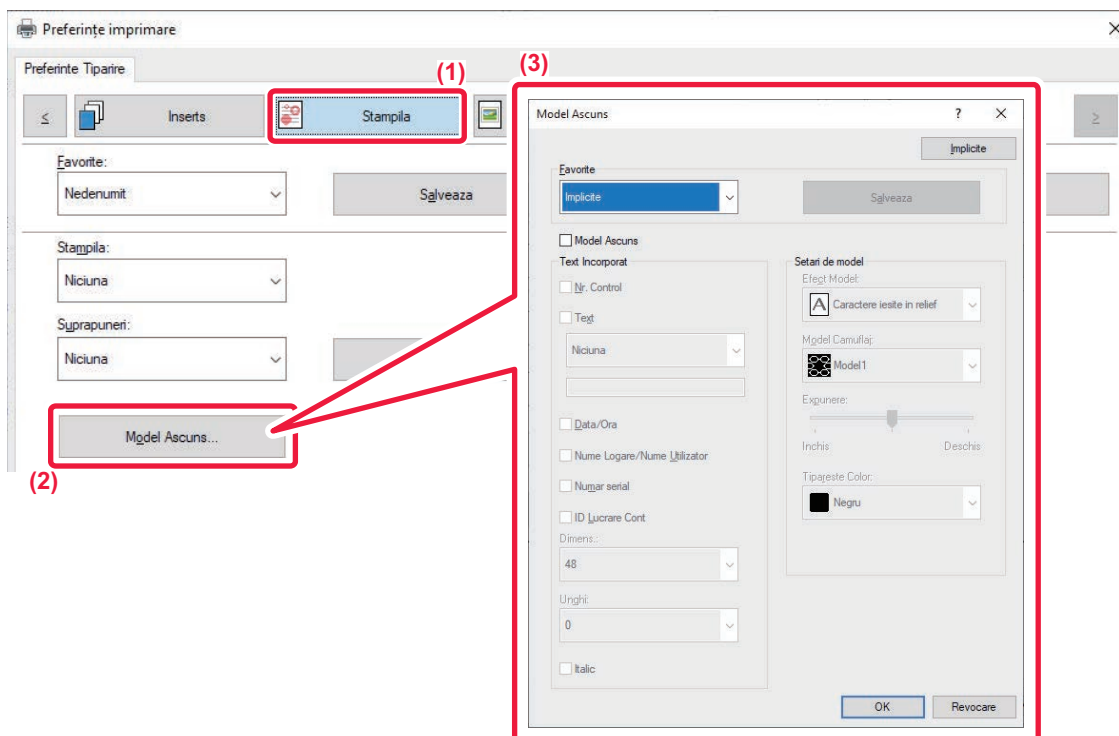 Preferințe imprimare
Preferinte Tiparire
(1)
(3)
<
Inserts
Stampila
>
Favorite:
Nedenumit
Salveaza
Stampila:
Niciuna
Suprapuneri:
Niciuna
Model Ascuns...
(2)
Model Ascuns
?
Implicite
Favorite
Implicite
Salveaza
Model Ascuns
Text Incorporat
Nr. Control
Text
Niciuna
Data/Ora
Nume Logare/Nume Utilizator
Numar serial
ID Lucrare Cont
Dimens.:
48
Unghi:
0
Italic
Setari de model
Efect Model:
A Caractere iesite in relief
Model Camuflaj:
Model1
Expunere:
Inchis Deschis
Tipareste Color:
Negru
OK Revocare